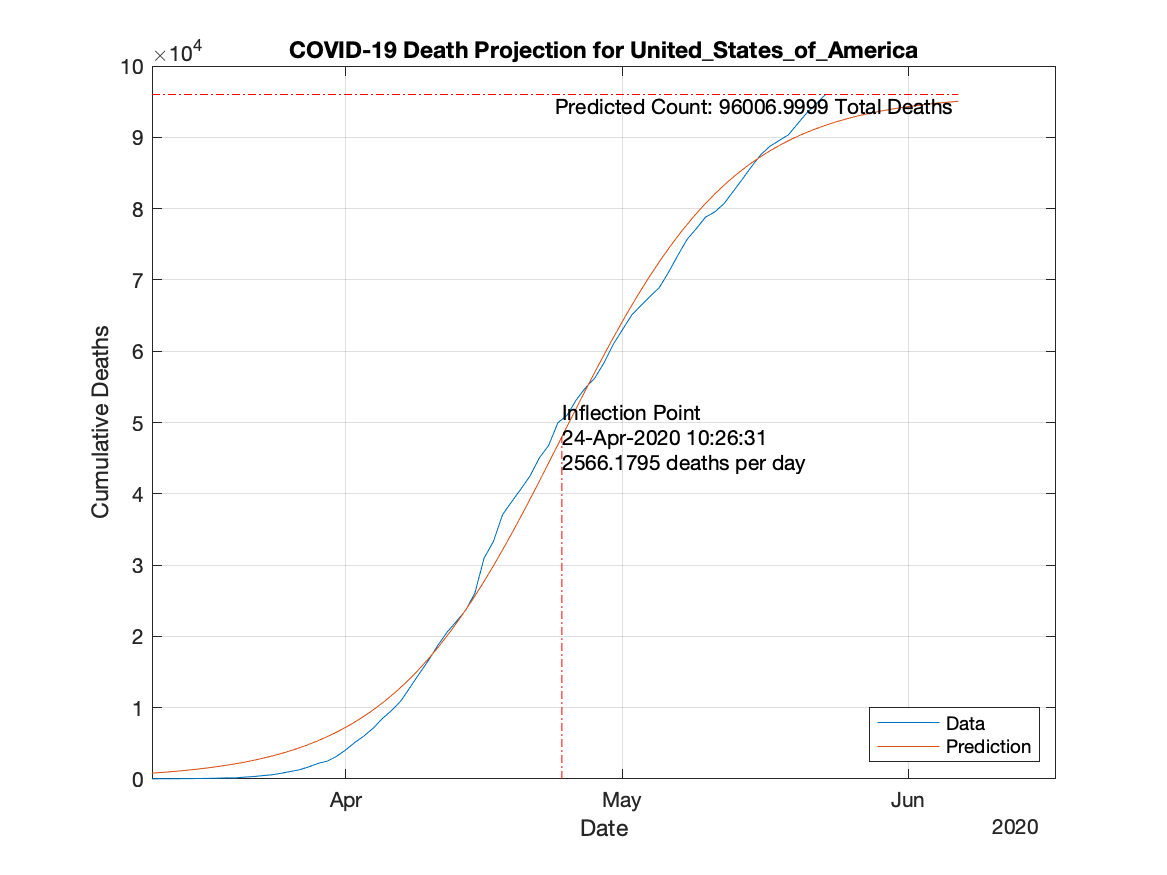 COVID-19 Death Projection for United_States_of_America
×10⁴
10
9
8
7
6
5
4
3
2
1
0
Cumulative Deaths
Predicted Count: 96006.9999 Total Deaths
Inflection Point
24-Apr-2020 10:26:31
2566.1795 deaths per day
Data
Prediction
Apr
May
Jun
Date
2020